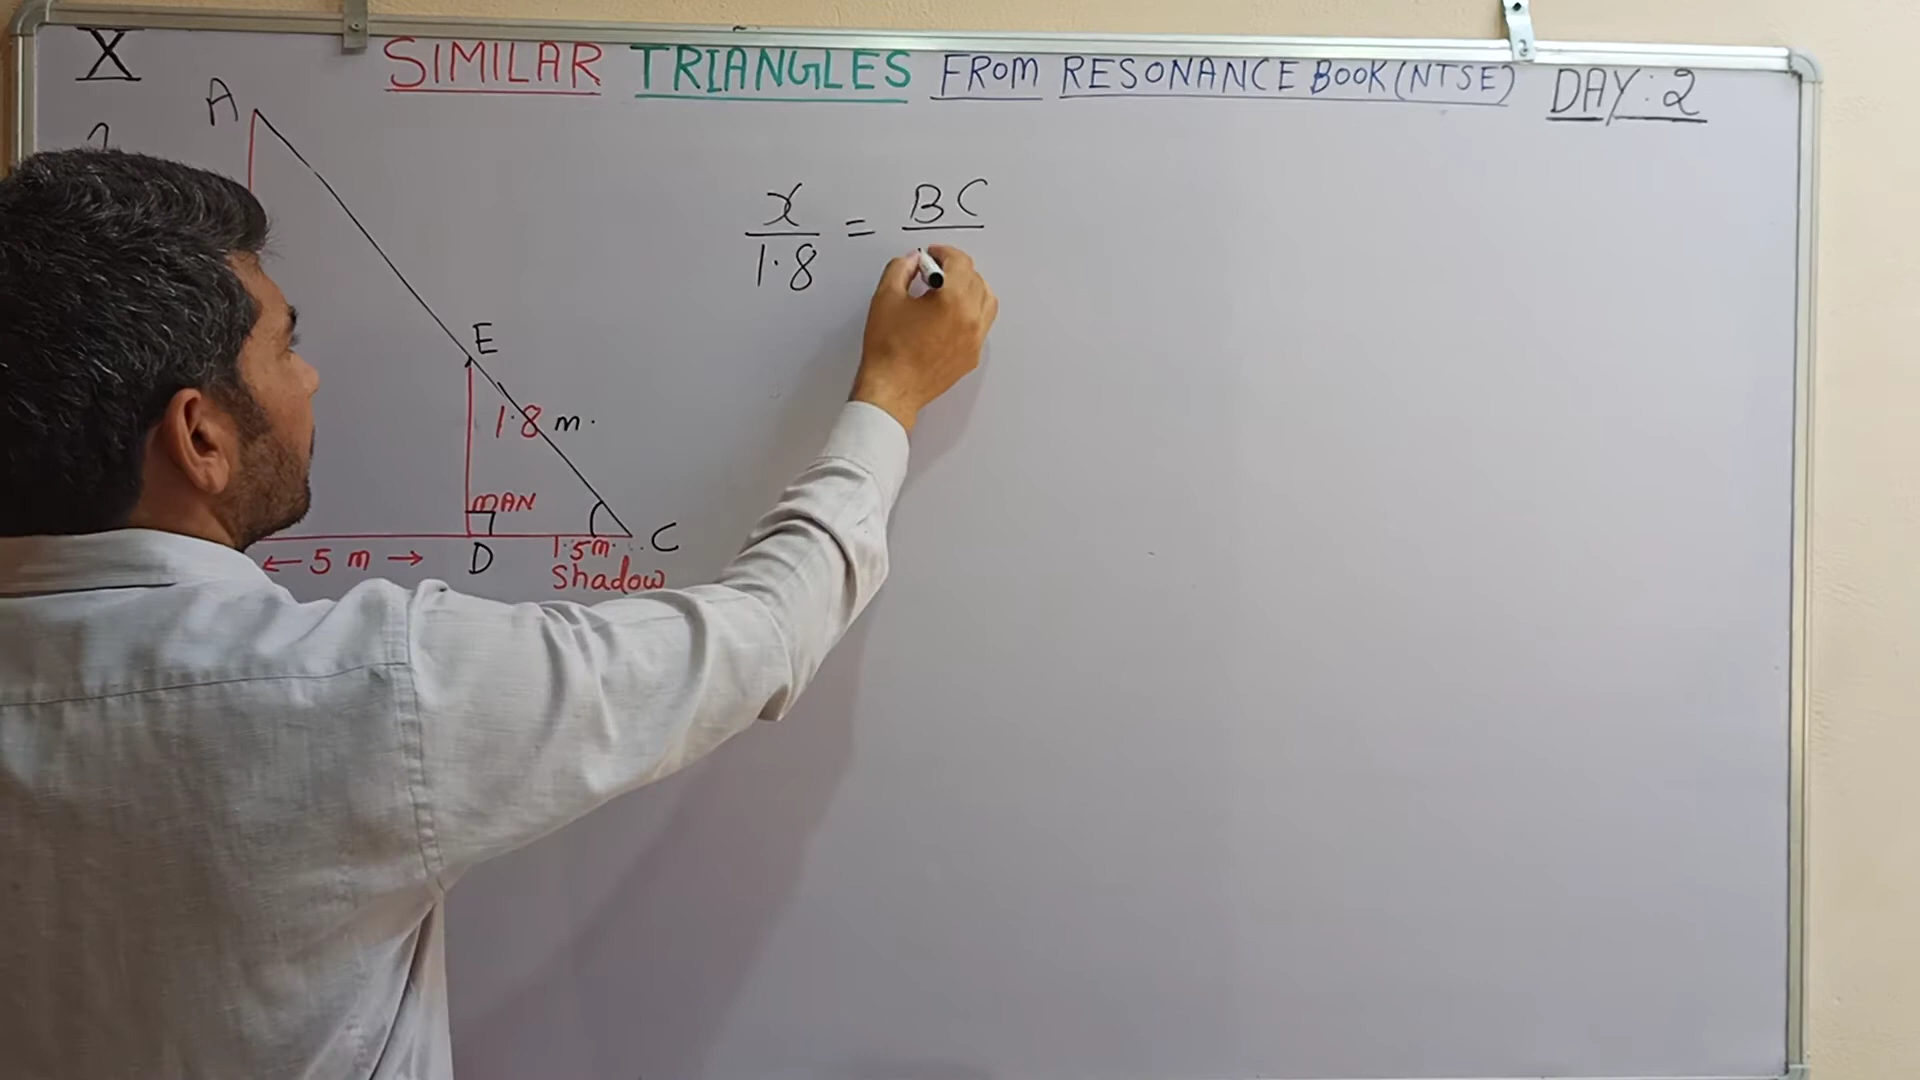 X
SIMILAR TRIANGLES FROM RESONANCE BOOK (NTSE) DAY : 2
A
x/1.8 = BC/
E
1.8 m.
MAN
← 5 m → D 1.5m. C
Shadow